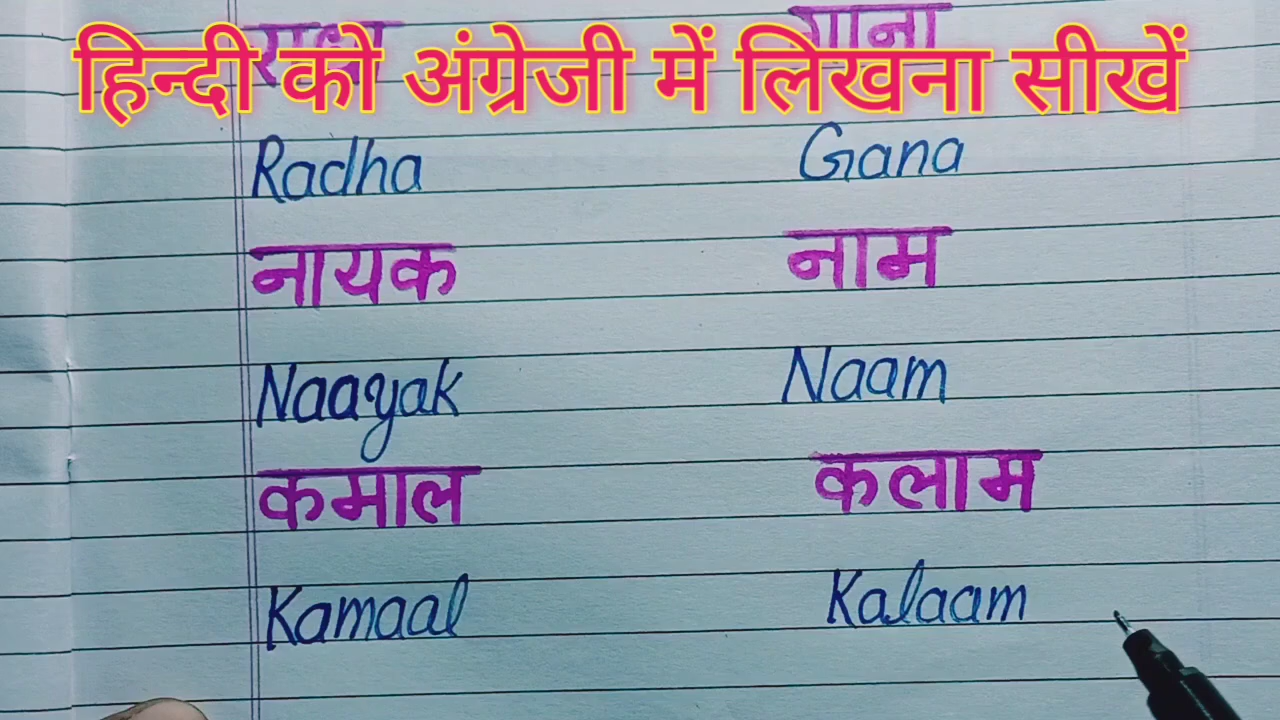 हिन्दी को अंग्रेजी में लिखना सीखें
राधा गाना
Radha Gana
नायक नाम
Naayak Naam
कमाल कलाम
Kamaal Kalaam